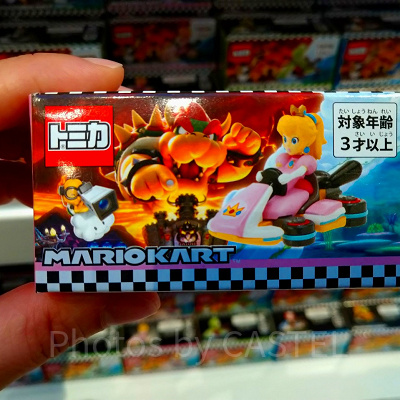 トミカ
たいしょうねんれい
対象年齢
さいいじょう
3才以上
MARIOKART
Photos by CASTEL